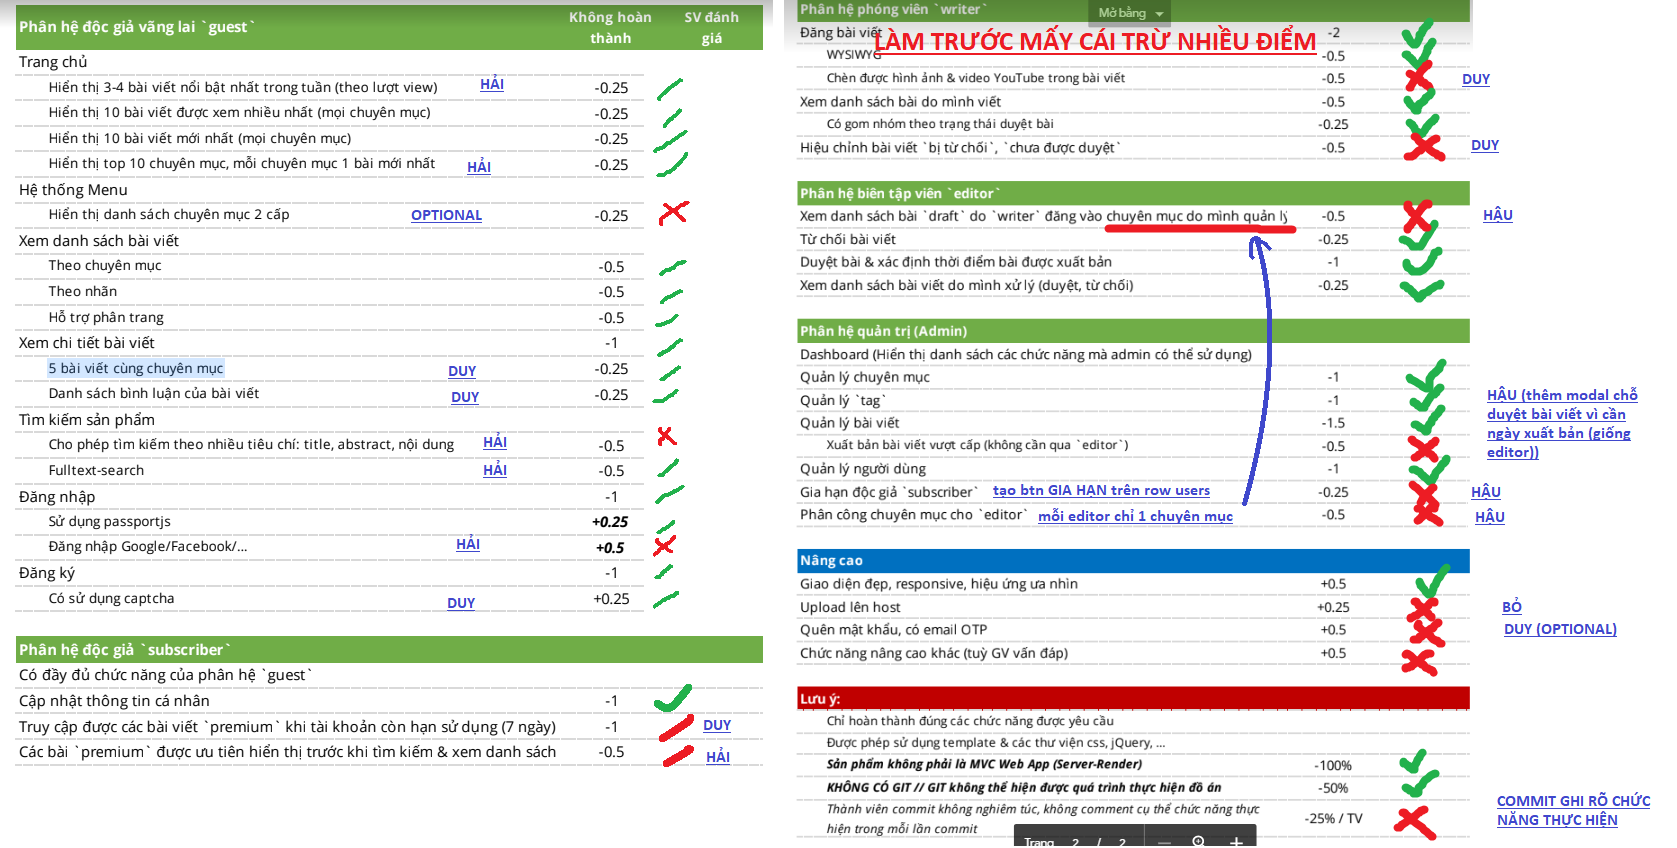 Phân hệ độc giả vãng lai `guest` Không hoàn thành SV đánh giá
Trang chủ
Hiển thị 3-4 bài viết nổi bật nhất trong tuần (theo lượt view) HẢI -0.25
Hiển thị 10 bài viết được xem nhiều nhất (mọi chuyên mục) -0.25
Hiển thị 10 bài viết mới nhất (mọi chuyên mục) -0.25
Hiển thị top 10 chuyên mục, mỗi chuyên mục 1 bài mới nhất HẢI -0.25
Hệ thống Menu
Hiển thị danh sách chuyên mục 2 cấp OPTIONAL -0.25
Xem danh sách bài viết
Theo chuyên mục -0.5
Theo nhãn -0.5
Hỗ trợ phân trang -0.5
Xem chi tiết bài viết -1
5 bài viết cùng chuyên mục DUY -0.25
Danh sách bình luận của bài viết DUY -0.25
Tìm kiếm sản phẩm
Cho phép tìm kiếm theo nhiều tiêu chí: title, abstract, nội dung HẢI -0.5
Fulltext-search HẢI -0.5
Đăng nhập -1
Sử dụng passportjs +0.25
Đăng nhập Google/Facebook/... HẢI +0.5
Đăng ký -1
Có sử dụng captcha DUY +0.25
Phân hệ độc giả `subscriber`
Có đầy đủ chức năng của phân hệ `guest`
Cập nhật thông tin cá nhân -1
Truy cập được các bài viết `premium` khi tài khoản còn hạn sử dụng (7 ngày) -1 DUY
Các bài `premium` được ưu tiên hiển thị trước khi tìm kiếm & xem danh sách -0.5 HẢI
Phân hệ phóng viên `writer` Mở bằng
Đăng bài viết -2
LÀM TRƯỚC MẤY CÁI TRỪ NHIỀU ĐIỂM
WYSIWYG -0.5
Chèn được hình ảnh & video YouTube trong bài viết -0.5 DUY
Xem danh sách bài do mình viết -0.5
Có gom nhóm theo trạng thái duyệt bài -0.25
Hiệu chỉnh bài viết `bị từ chối`, `chưa được duyệt` -0.5 DUY
Phân hệ biên tập viên `editor`
Xem danh sách bài `draft` do `writer` đăng vào chuyên mục do mình quản lý -0.5 HẬU
Từ chối bài viết -0.25
Duyệt bài & xác định thời điểm bài được xuất bản -1
Xem danh sách bài viết do mình xử lý (duyệt, từ chối) -0.25
Phân hệ quản trị (Admin)
Dashboard (Hiển thị danh sách các chức năng mà admin có thể sử dụng)
Quản lý chuyên mục -1
Quản lý `tag` -1
Quản lý bài viết -1.5
Xuất bản bài viết vượt cấp (không cần qua `editor`) -0.5
HẬU (thêm modal chỗ
duyệt bài viết vì cần
ngày xuất bản (giống
editor))
Quản lý người dùng -1
Gia hạn độc giả `subscriber` tạo btn GIA HẠN trên row users -0.25 HẬU
Phân công chuyên mục cho `editor` mỗi editor chỉ 1 chuyên mục -0.5 HẬU
Nâng cao
Giao diện đẹp, responsive, hiệu ứng ưa nhìn +0.5
Upload lên host +0.25 BỎ
Quên mật khẩu, có email OTP +0.5 DUY (OPTIONAL)
Chức năng nâng cao khác (tuỳ GV vấn đáp) +0.5
Lưu ý:
Chỉ hoàn thành đúng các chức năng được yêu cầu
Được phép sử dụng template & các thư viện css, jQuery, ...
Sản phẩm không phải là MVC Web App (Server-Render) -100%
KHÔNG CÓ GIT // GIT không thể hiện được quá trình thực hiện đồ án -50%
Thành viên commit không nghiêm túc, không comment cụ thể chức năng thực
hiện trong mỗi lần commit -25% / TV
COMMIT GHI RÕ CHỨC
NĂNG THỰC HIỆN
Trang 2 / 2